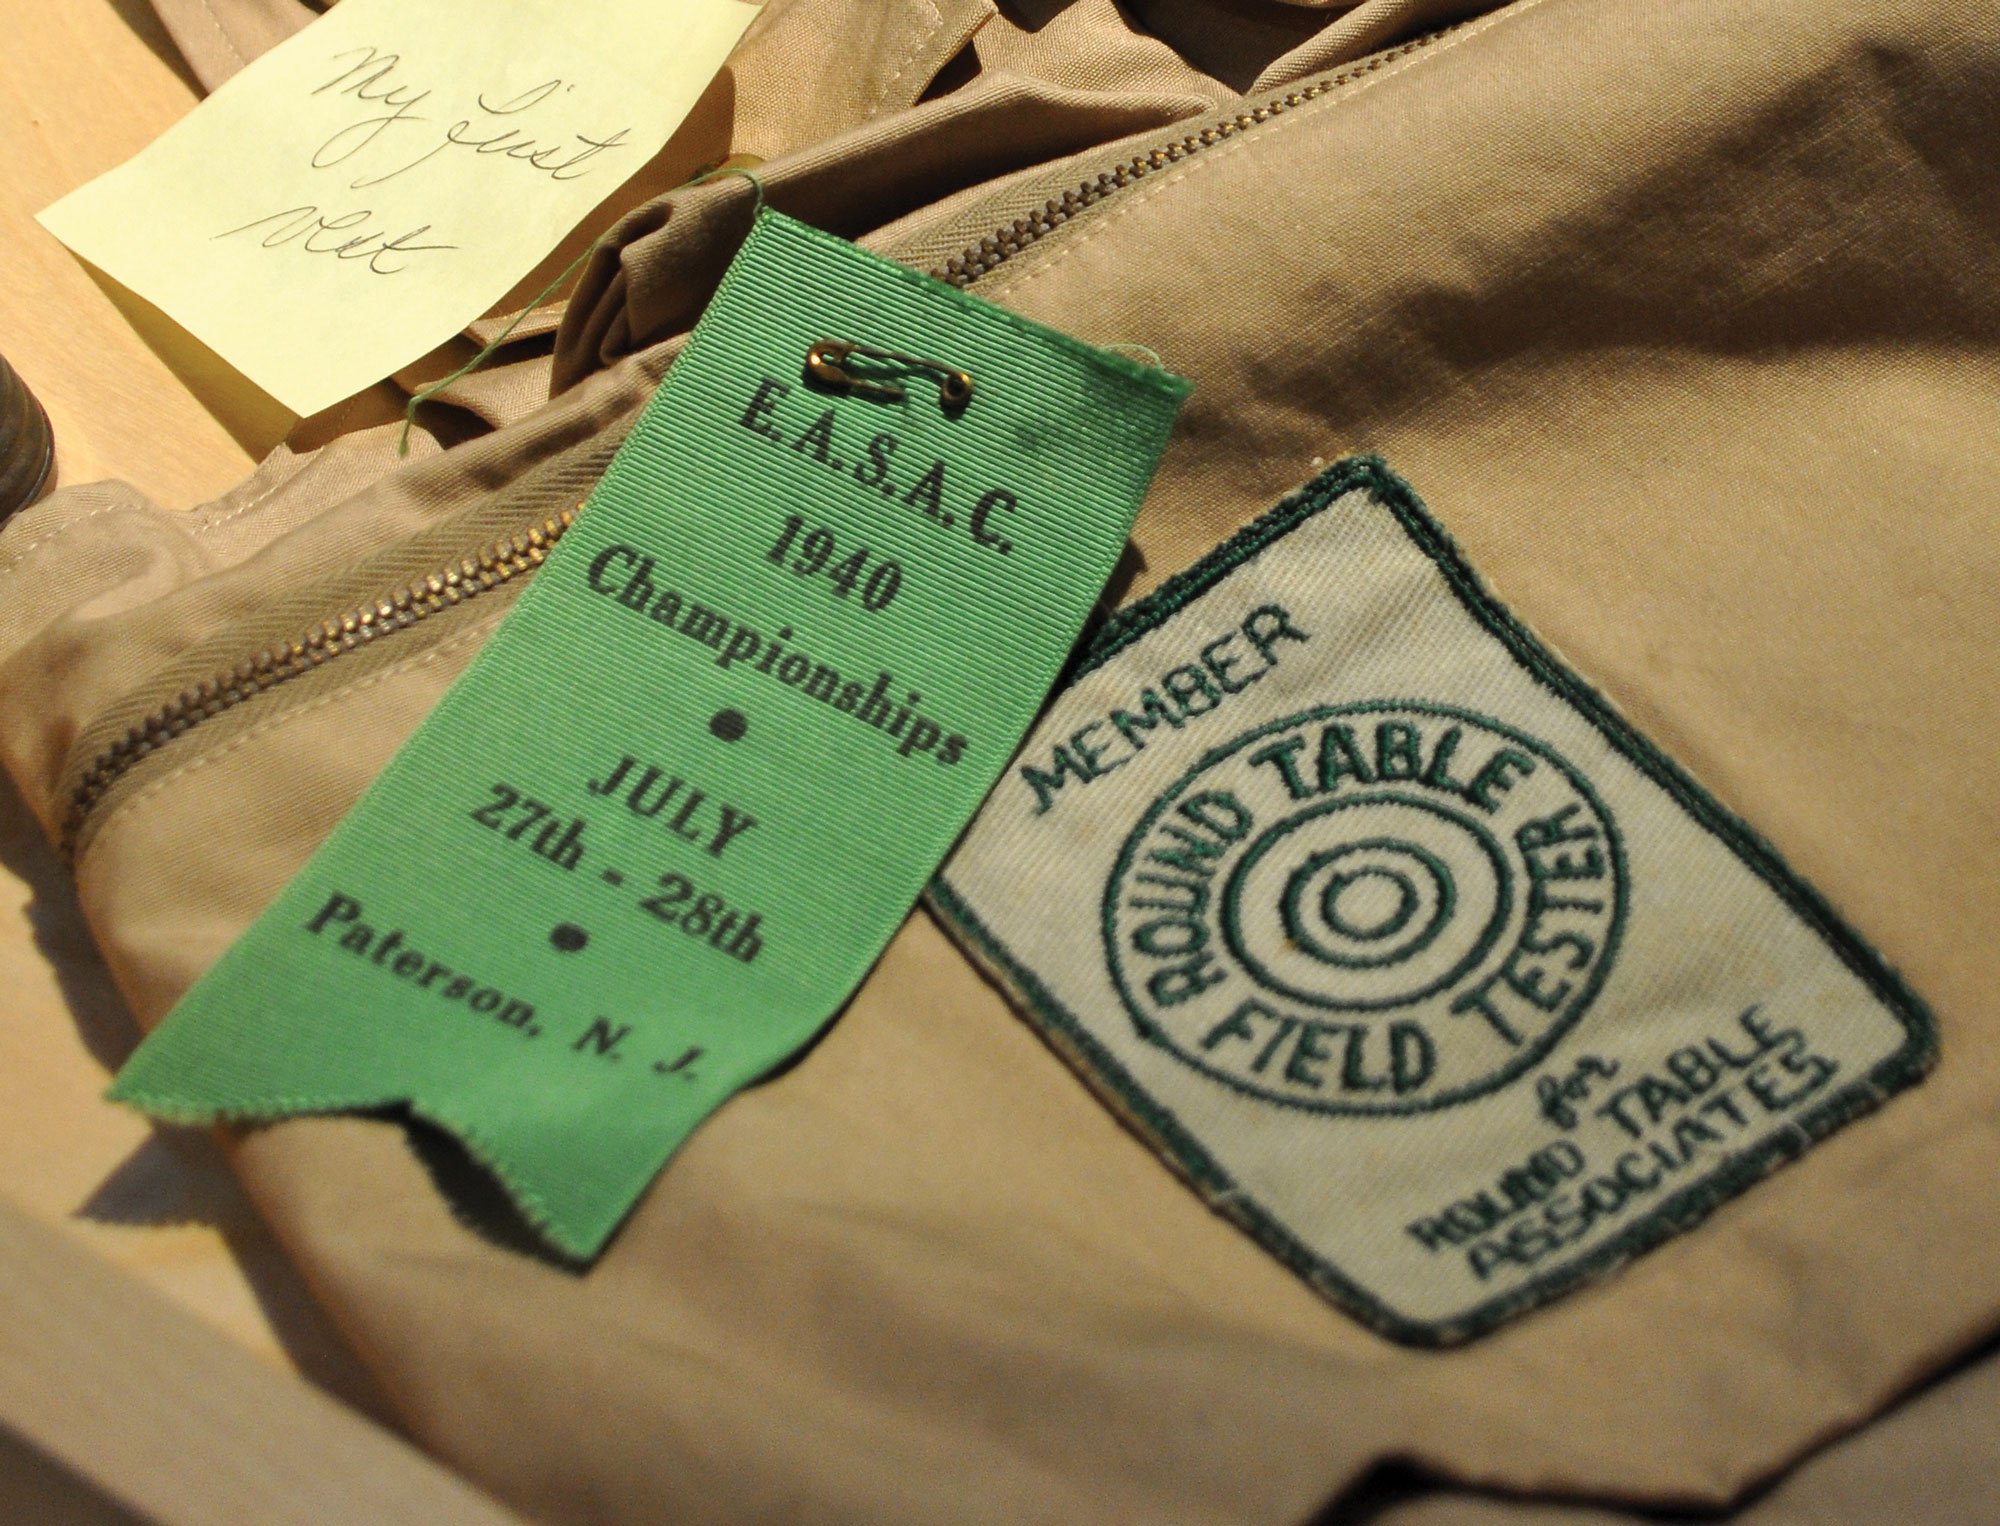 My First
Vest
E.A.S.A.C.
1940
Championships
JULY
27th - 28th
Paterson, N. J.
MEMBER
ROUND TABLE
FIELD TESTER
for
ROUND TABLE
ASSOCIATES